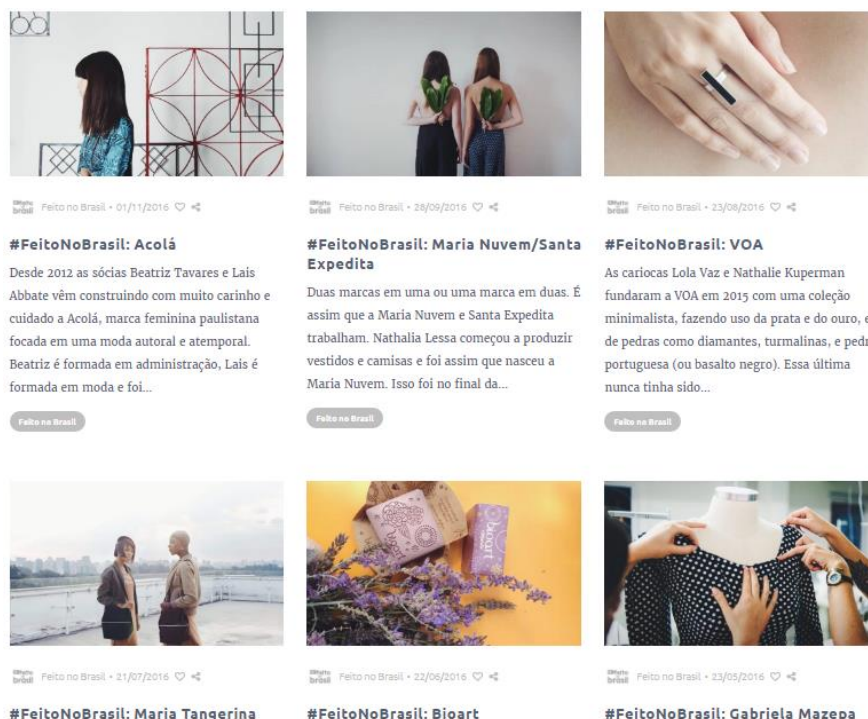 Feito no Brasil • 01/11/2016
#FeitoNoBrasil: Acolá
Desde 2012 as sócias Beatriz Tavares e Lais
Abbate vêm construindo com muito carinho e
cuidado a Acolá, marca feminina paulistana
focada em uma moda autoral e atemporal.
Beatriz é formada em administração, Lais é
formada em moda e foi...
Feito no Brasil
Feito no Brasil • 28/09/2016
#FeitoNoBrasil: Maria Nuvem/Santa
Expedita
Duas marcas em uma ou uma marca em duas. É
assim que a Maria Nuvem e Santa Expedita
trabalham. Nathalia Lessa começou a produzir
vestidos e camisas e foi assim que nasceu a
Maria Nuvem. Isso foi no final da...
Feito no Brasil
Feito no Brasil • 23/08/2016
#FeitoNoBrasil: VOA
As cariocas Lola Vaz e Nathalie Kuperman
fundaram a VOA em 2015 com uma coleção
minimalista, fazendo uso da prata e do ouro, e
de pedras como diamantes, turmalinas, e pedr
portuguesa (ou basalto negro). Essa última
nunca tinha sido...
Feito no Brasil
Feito no Brasil • 21/07/2016
#FeitoNoBrasil: Maria Tangerina
bioart
Feito no Brasil • 22/06/2016
#FeitoNoBrasil: Bioart
Feito no Brasil • 23/05/2016
#FeitoNoBrasil: Gabriela Mazepa